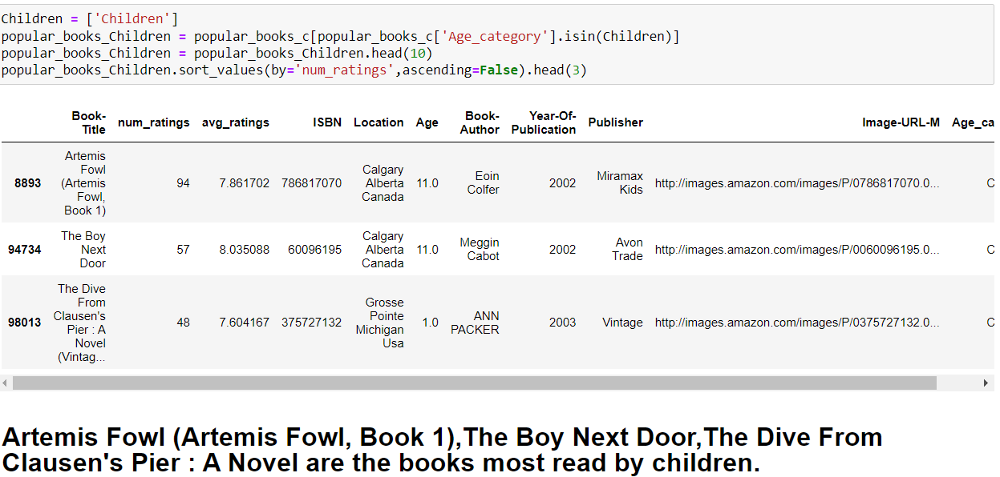 Children = ['Children']
popular_books_Children = popular_books_c[popular_books_c['Age_category'].isin(Children)]
popular_books_Children = popular_books_Children.head(10)
popular_books_Children.sort_values(by='num_ratings',ascending=False).head(3)
Book-Title num_ratings avg_ratings ISBN Location Age Book-Author Year-Of-Publication Publisher Image-URL-M Age_ca
8893 Artemis Fowl (Artemis Fowl, Book 1) 94 7.861702 786817070 Calgary Alberta Canada 11.0 Eoin Colfer 2002 Miramax Kids http://images.amazon.com/images/P/0786817070.0... C
94734 The Boy Next Door 57 8.035088 60096195 Calgary Alberta Canada 11.0 Meggin Cabot 2002 Avon Trade http://images.amazon.com/images/P/0060096195.0... C
98013 The Dive From Clausen's Pier : A Novel (Vintag... 48 7.604167 375727132 Grosse Pointe Michigan Usa 1.0 ANN PACKER 2003 Vintage http://images.amazon.com/images/P/0375727132.0... C
Artemis Fowl (Artemis Fowl, Book 1),The Boy Next Door,The Dive From
Clausen's Pier : A Novel are the books most read by children.